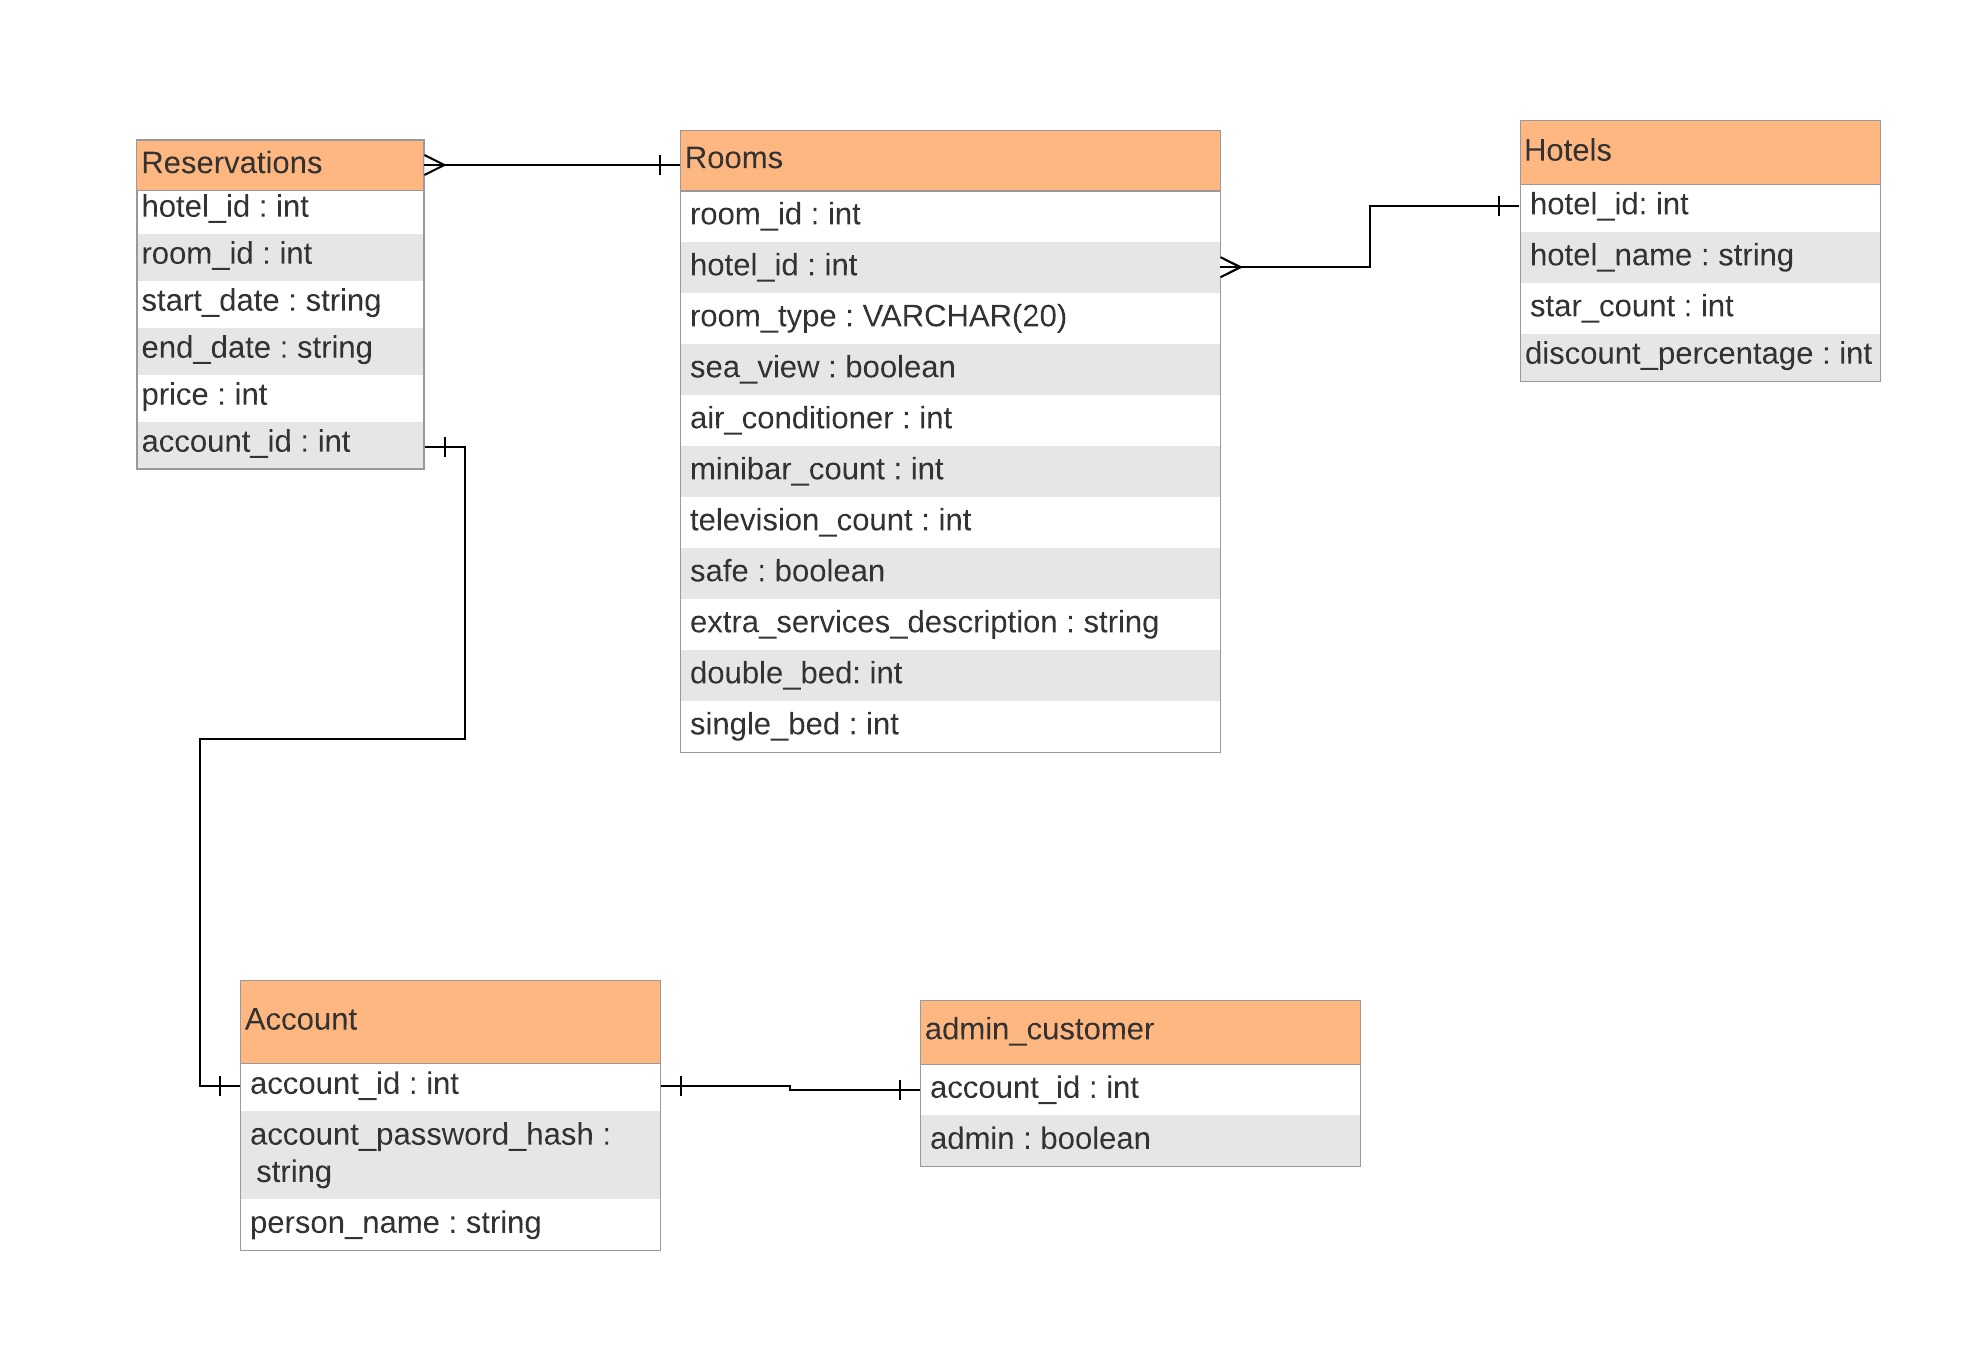 Reservations
hotel_id : int
room_id : int
start_date : string
end_date : string
price : int
account_id : int
Rooms
room_id : int
hotel_id : int
room_type : VARCHAR(20)
sea_view : boolean
air_conditioner : int
minibar_count : int
television_count : int
safe : boolean
extra_services_description : string
double_bed: int
single_bed : int
Hotels
hotel_id: int
hotel_name : string
star_count : int
discount_percentage : int
Account
account_id : int
account_password_hash :
string
person_name : string
admin_customer
account_id : int
admin : boolean